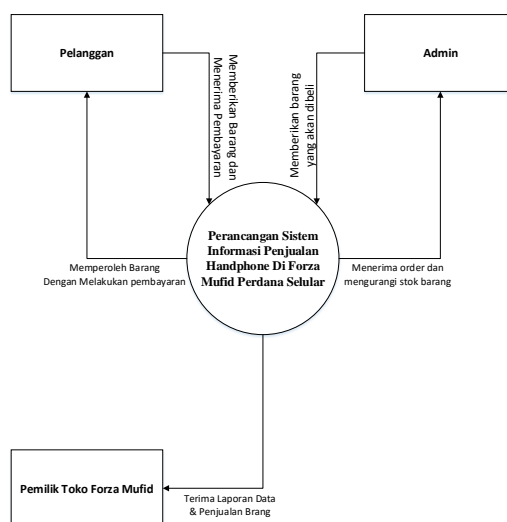 Pelanggan
Admin
Memberikan Barang dan
Menerima Pembayaran
Memberikan barang
yang akan dibeli
Perancangan Sistem
Informasi Penjualan
Handphone Di Forza
Mufid Perdana Selular
Memperoleh Barang
Dengan Melakukan pembayaran
Menerima order dan
mengurangi stok barang
Pemilik Toko Forza Mufid
Terima Laporan Data
& Penjualan Brang